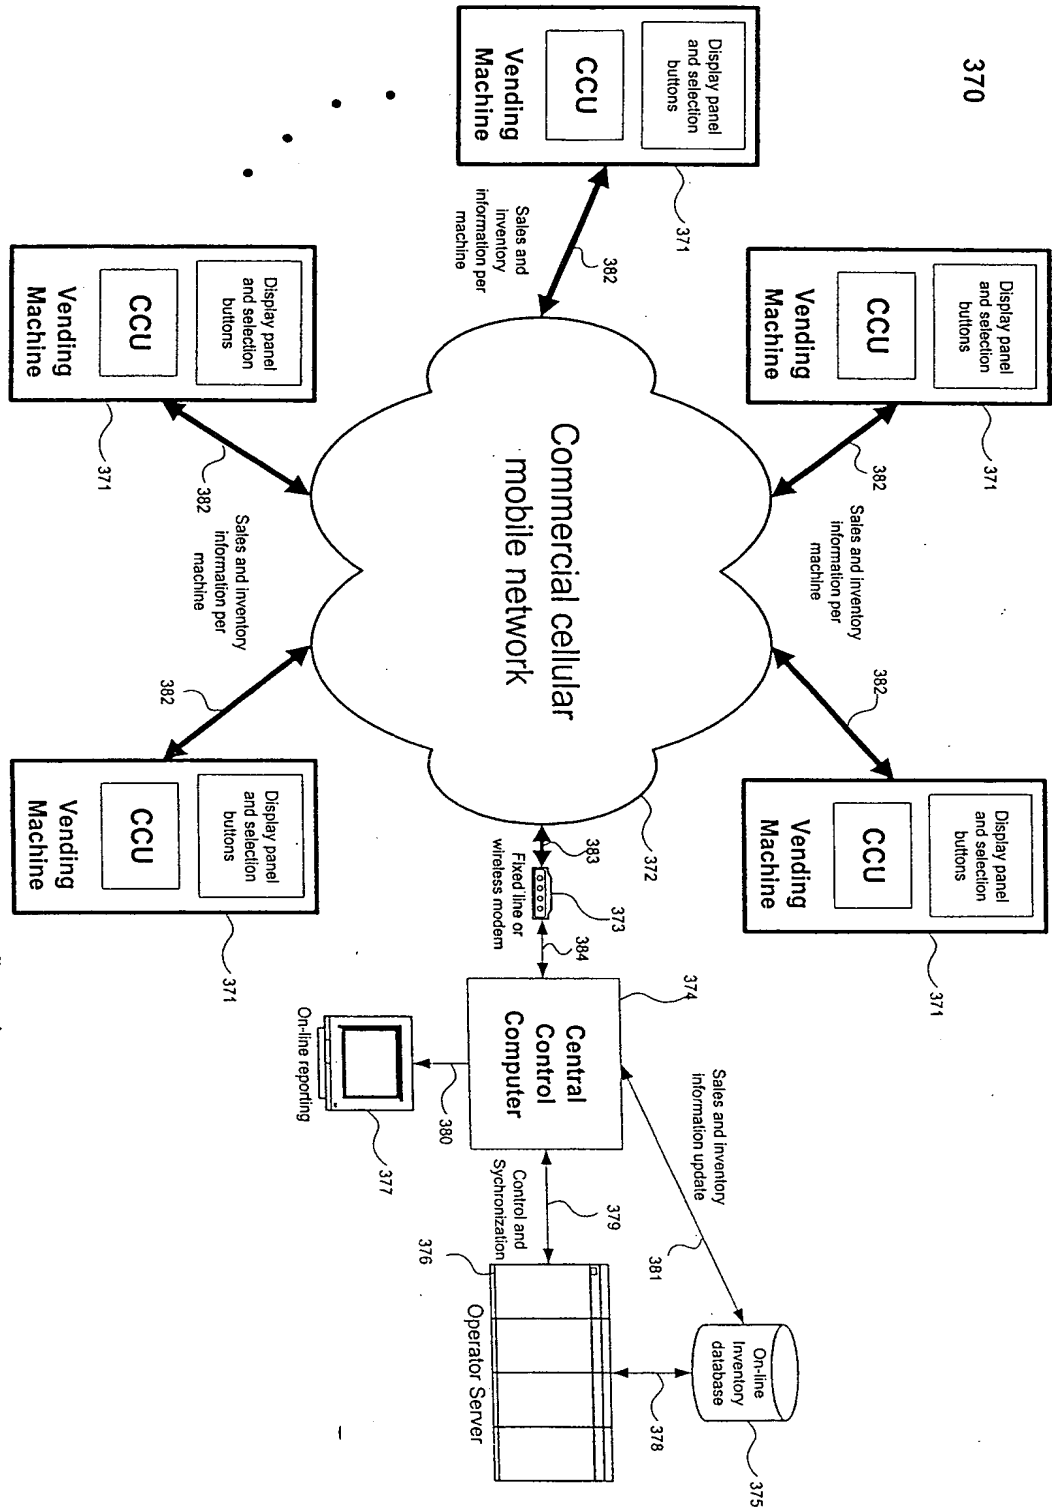 370
Display panel
and selection
buttons
CCU
Vending
Machine
371
382
Sales and
inventory
information per
machine
Display panel
and selection
buttons
CCU
Vending
Machine
371
382
Sales and inventory
information per
machine
Display panel
and selection
buttons
CCU
Vending
Machine
371
382
Display panel
and selection
buttons
CCU
Vending
Machine
371
382
Sales and inventory
information per
machine
Display panel
and selection
buttons
CCU
Vending
Machine
371
382
Commercial cellular
mobile network
372
383
Fixed line or
wireless modem
373
384
374
Central
Control
Computer
380
On-line reporting
377
Control and
Sychronization
379
376
Operator Server
Sales and inventory
information update
381
On-line
Inventory
database
378
375